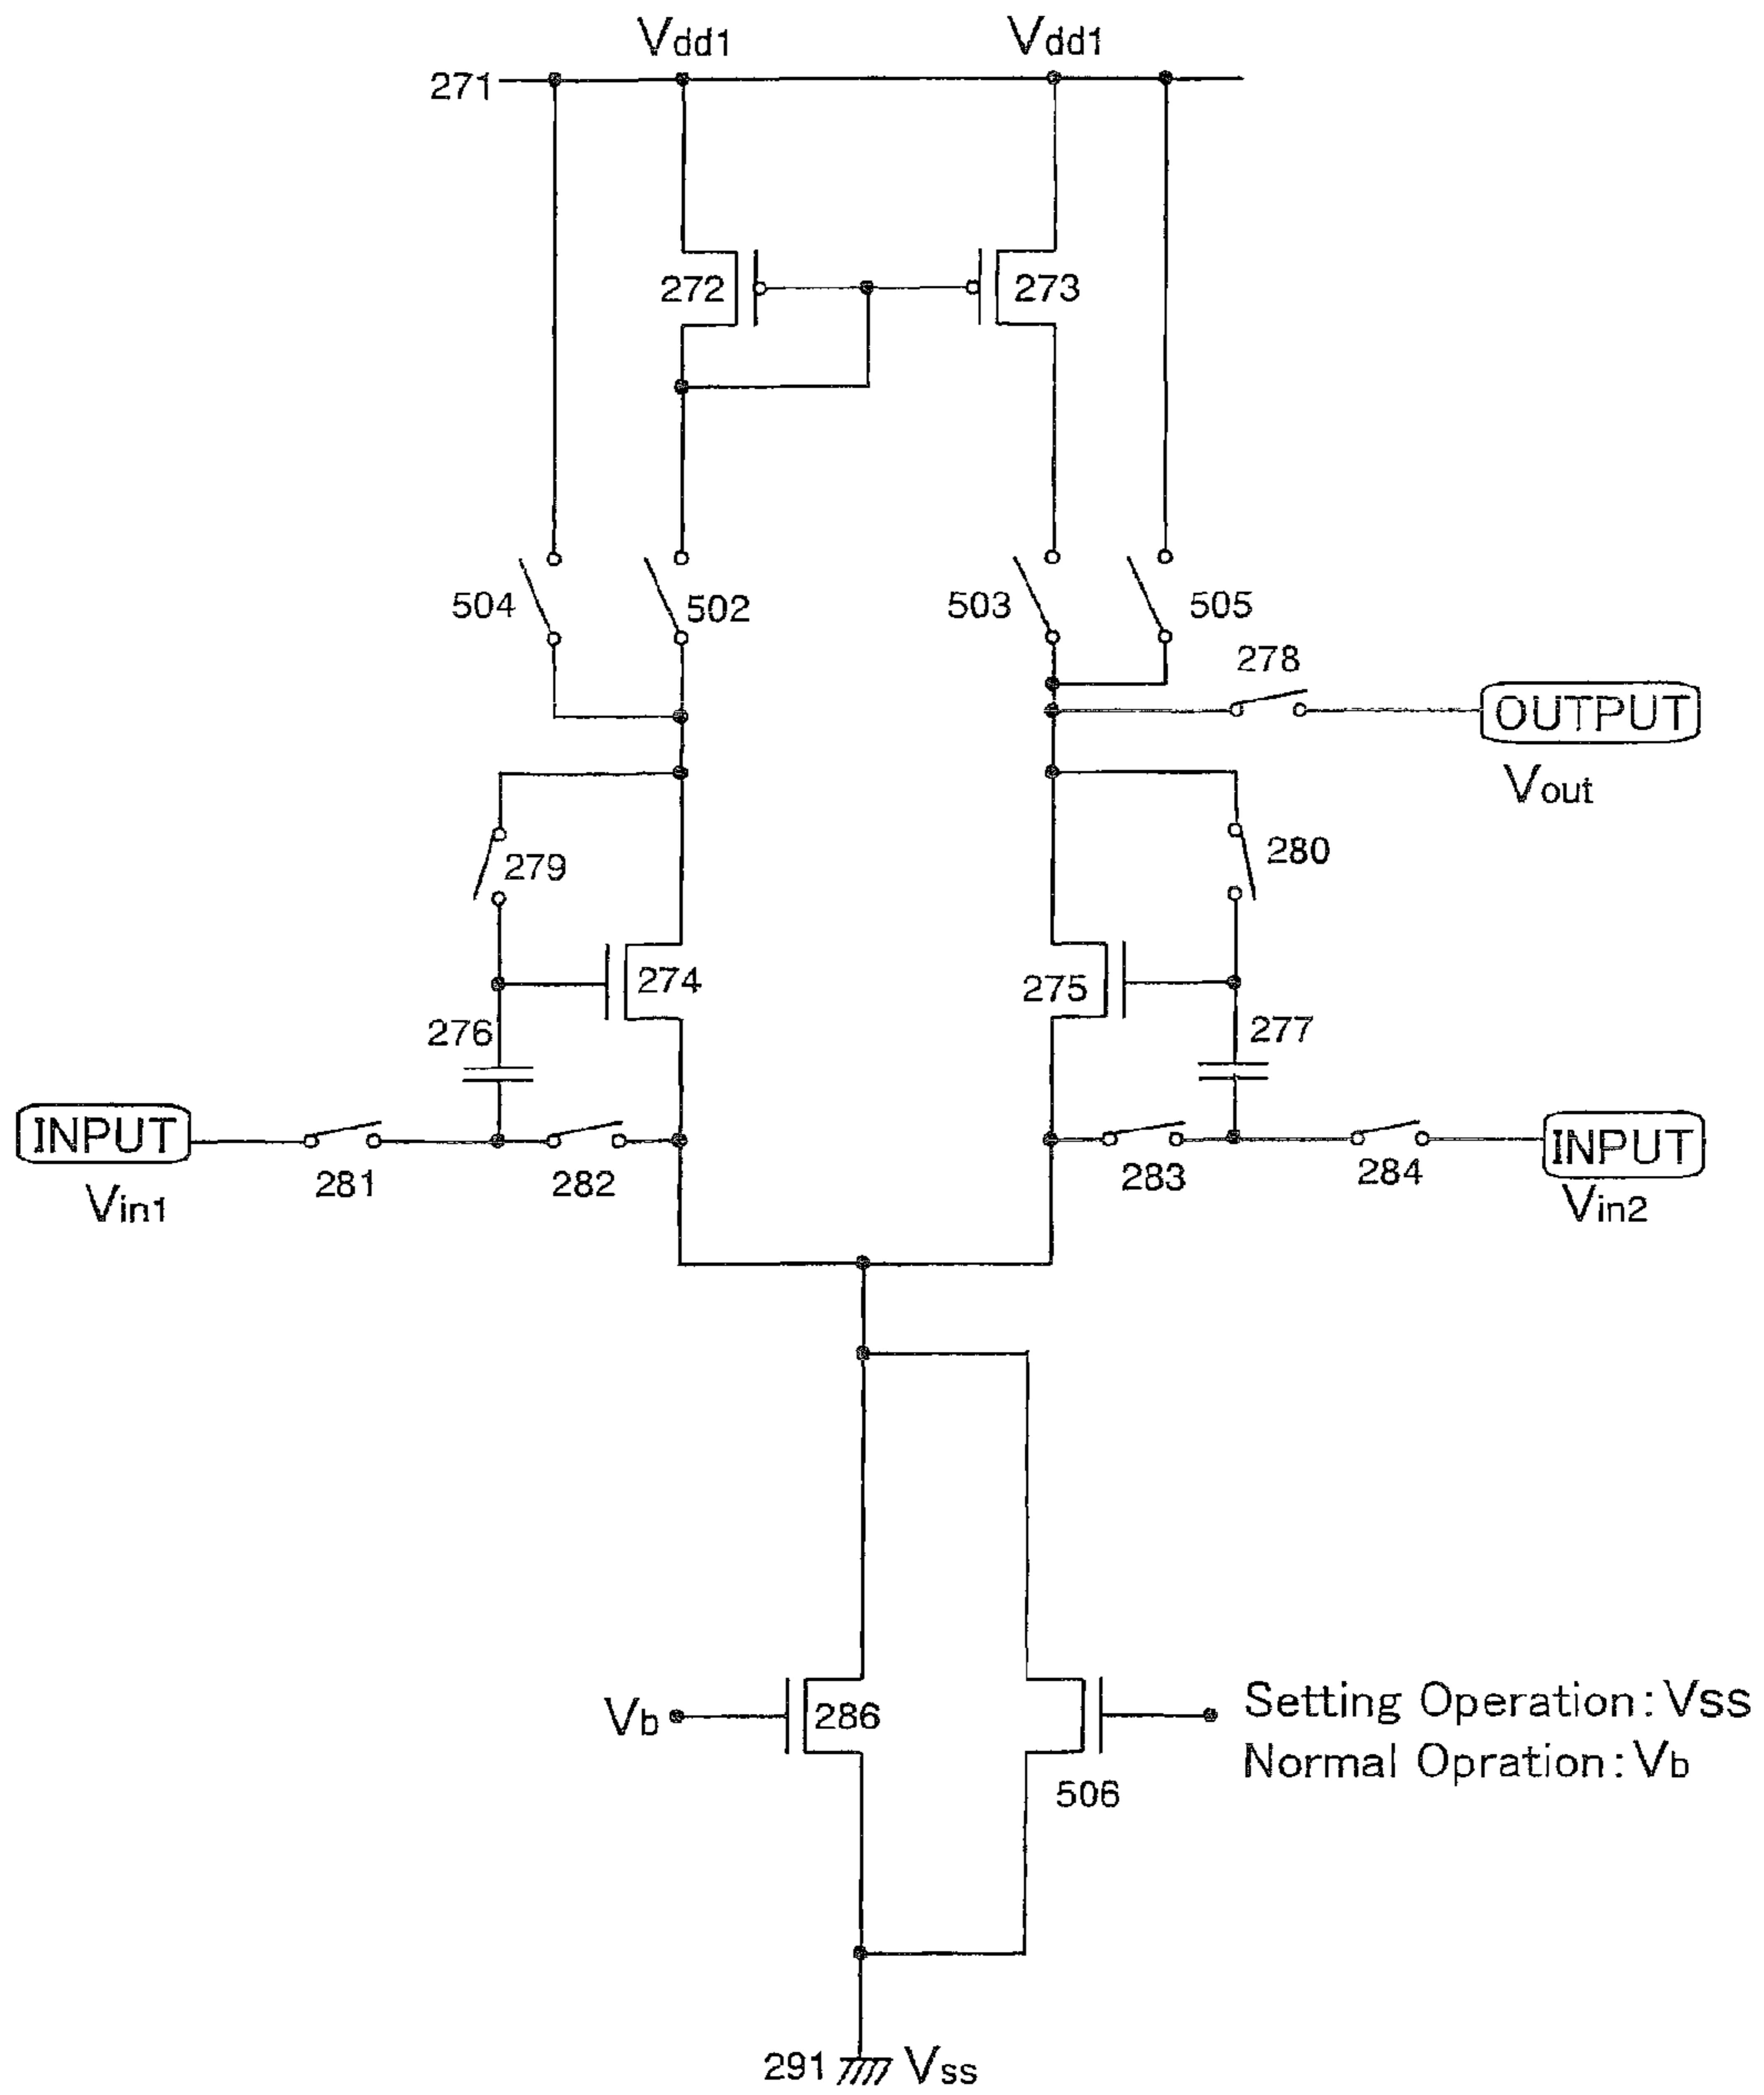 Vdd1 Vdd1
271
272 273
504 502 503 505
278
OUTPUT
Vout
279 280
274 275
276 277
INPUT INPUT
281 282 283 284
Vin1 Vin2
Vb 286 Setting Operation: VSS
Normal Opration: Vb
506
291 Vss